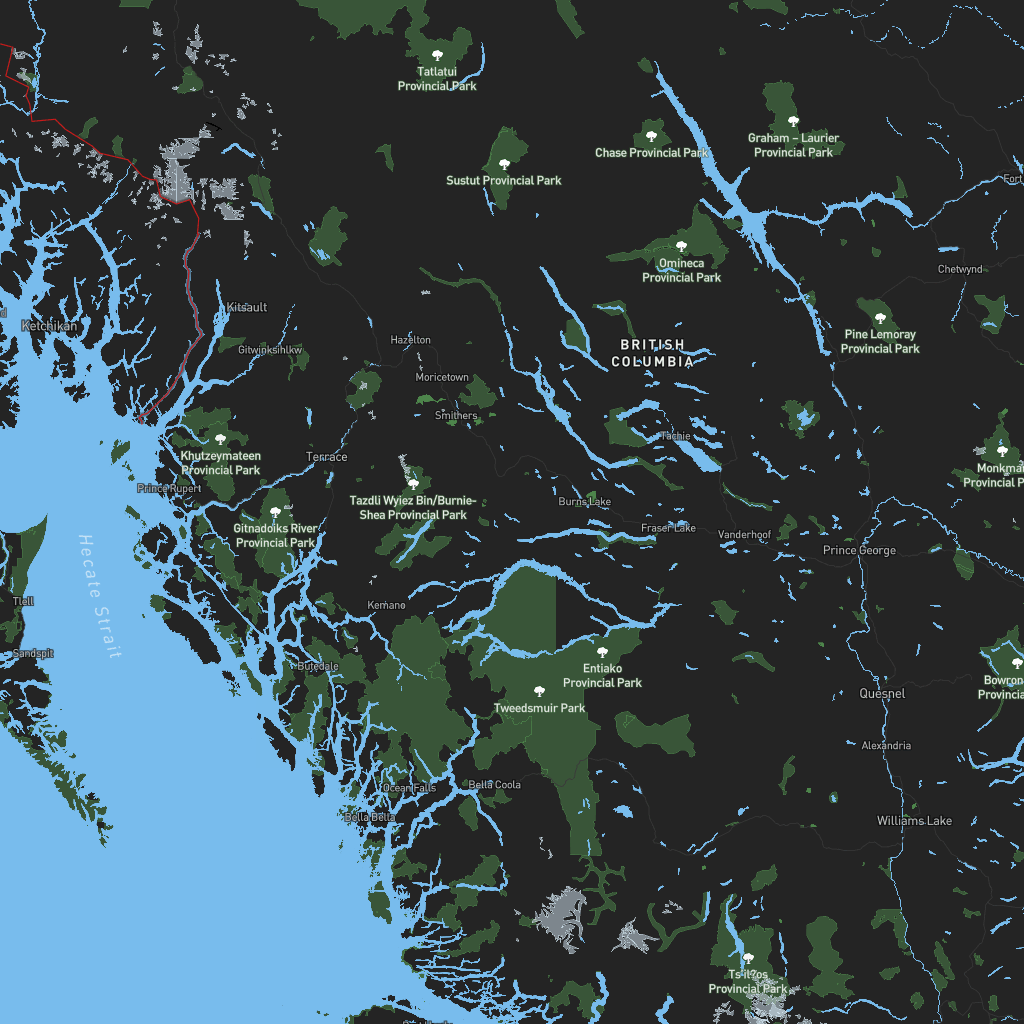 Tatlatui
Provincial Park
Graham – Laurier
Provincial Park
Chase Provincial Park
Sustut Provincial Park
Fort
Omineca
Provincial Park
Chetwynd
Kitsault
Ketchikan
Pine Lemoray
Provincial Park
Hazelton
BRITISH
COLUMBIA
Gitwinksihlkw
Moricetown
Smithers
Tachie
Khutzeymateen
Provincial Park
Terrace
Monkman
Provincial P
Prince Rupert
Tazdli Wyiez Bin/Burnie-
Shea Provincial Park
Burns Lake
Gitnadoiks River
Provincial Park
Fraser Lake
Vanderhoof
Prince George
Hecate Strait
Tlell
Kemano
Sandspit
Butedale
Entiako
Provincial Park
Bowron
Provincia
Quesnel
Tweedsmuir Park
Alexandria
Ocean Falls
Bella Coola
Bella Bella
Williams Lake
Ts'il?os
Provincial Park